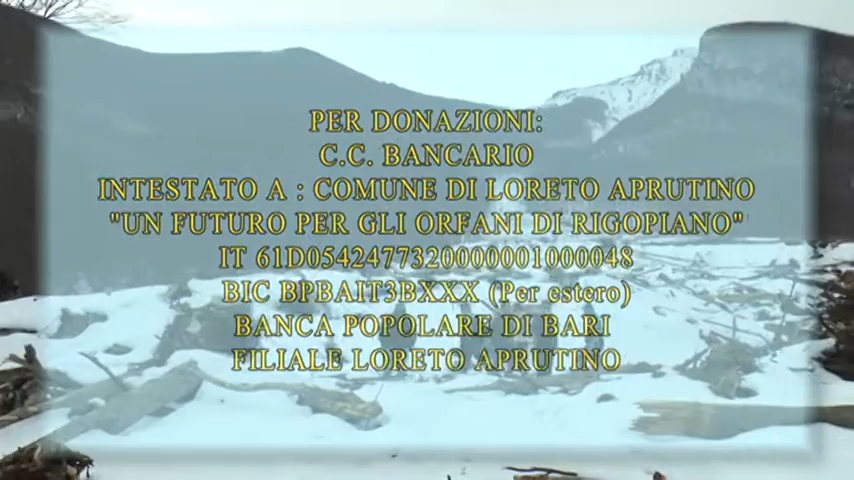 PER DONAZIONI:
C.C. BANCARIO
INTESTATO A : COMUNE DI LORETO APRUTINO
"UN FUTURO PER GLI ORFANI DI RIGOPIANO"
IT 61D0542477320000001000048
BIC BPBAIT3BXXX (Per estero)
BANCA POPOLARE DI BARI
FILIALE LORETO APRUTINO